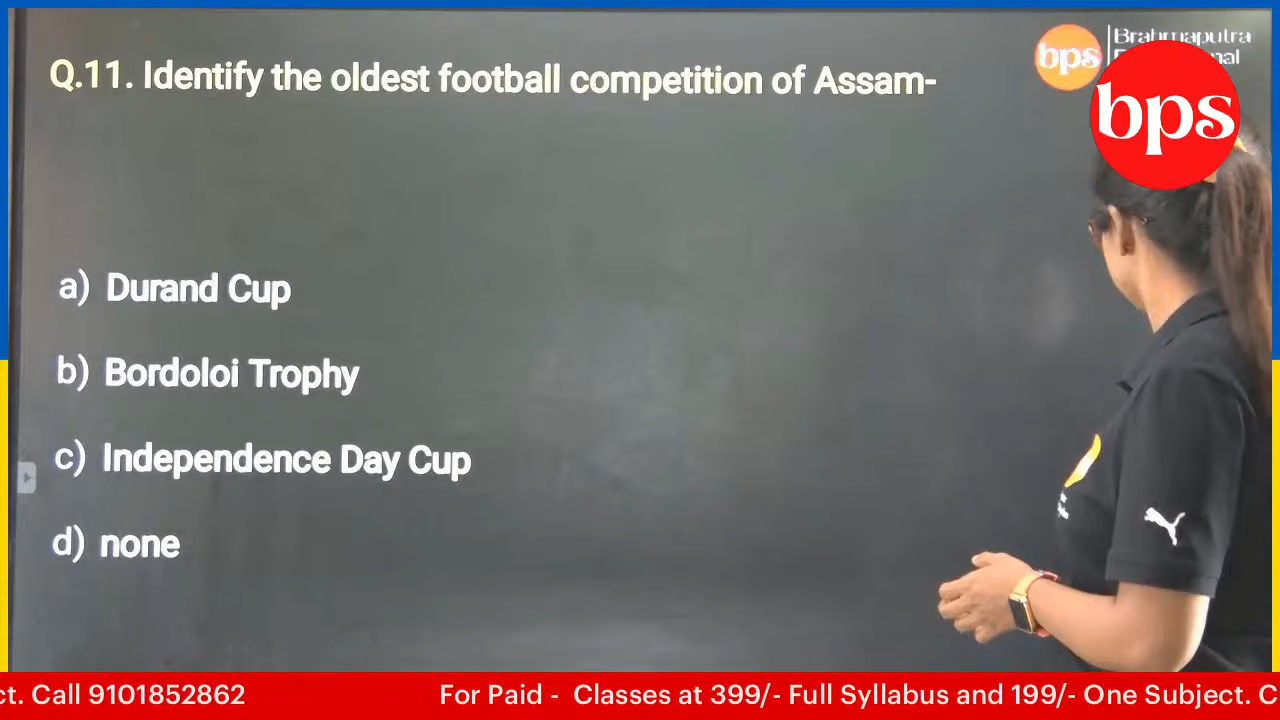 Q.11. Identify the oldest football competition of Assam-
bps
Brahmaputra
bps
a) Durand Cup
b) Bordoloi Trophy
c) Independence Day Cup
d) none
ct. Call 9101852862 For Paid - Classes at 399/- Full Syllabus and 199/- One Subject. C